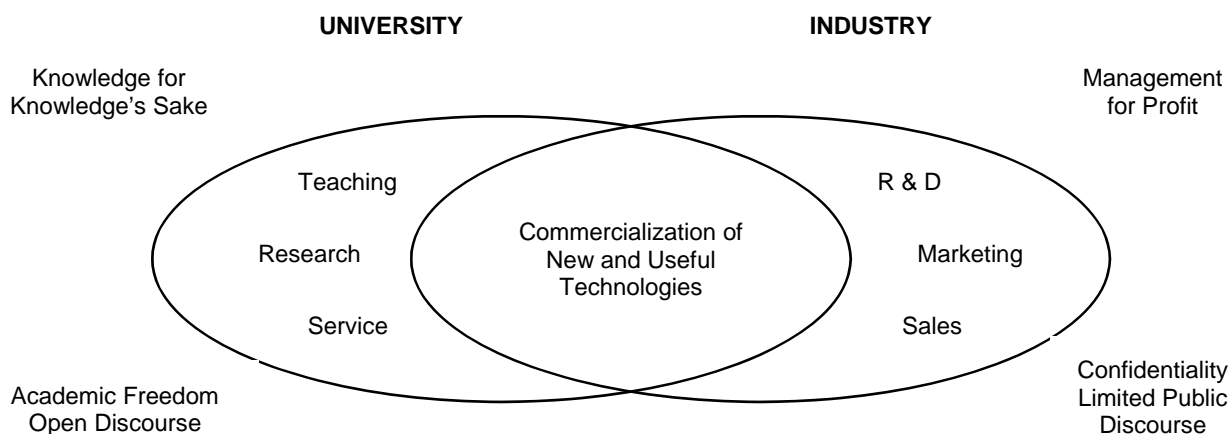 UNIVERSITY
INDUSTRY
Knowledge for
Knowledge’s Sake
Management
for Profit
Teaching
Research
Service
Commercialization of
New and Useful
Technologies
R & D
Marketing
Sales
Academic Freedom
Open Discourse
Confidentiality
Limited Public
Discourse